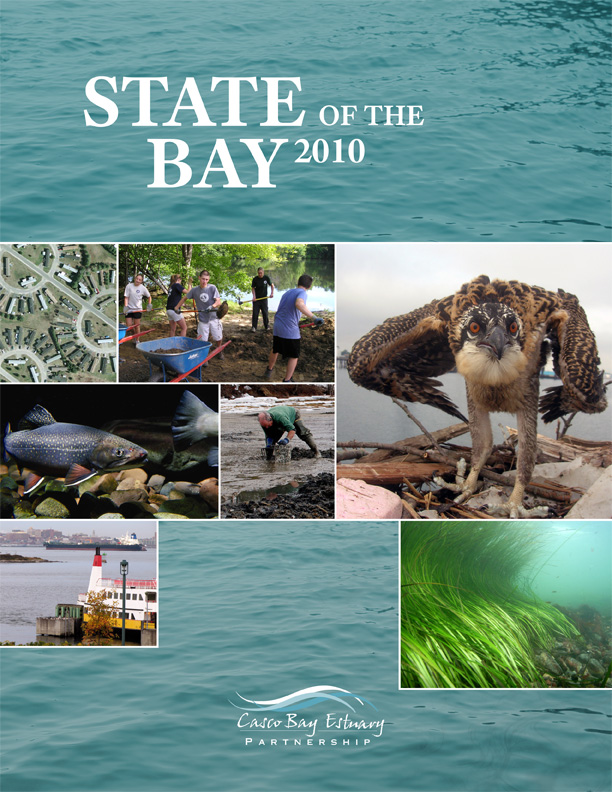 STATE OF THE
BAY 2010
Casco Bay Estuary
PARTNERSHIP